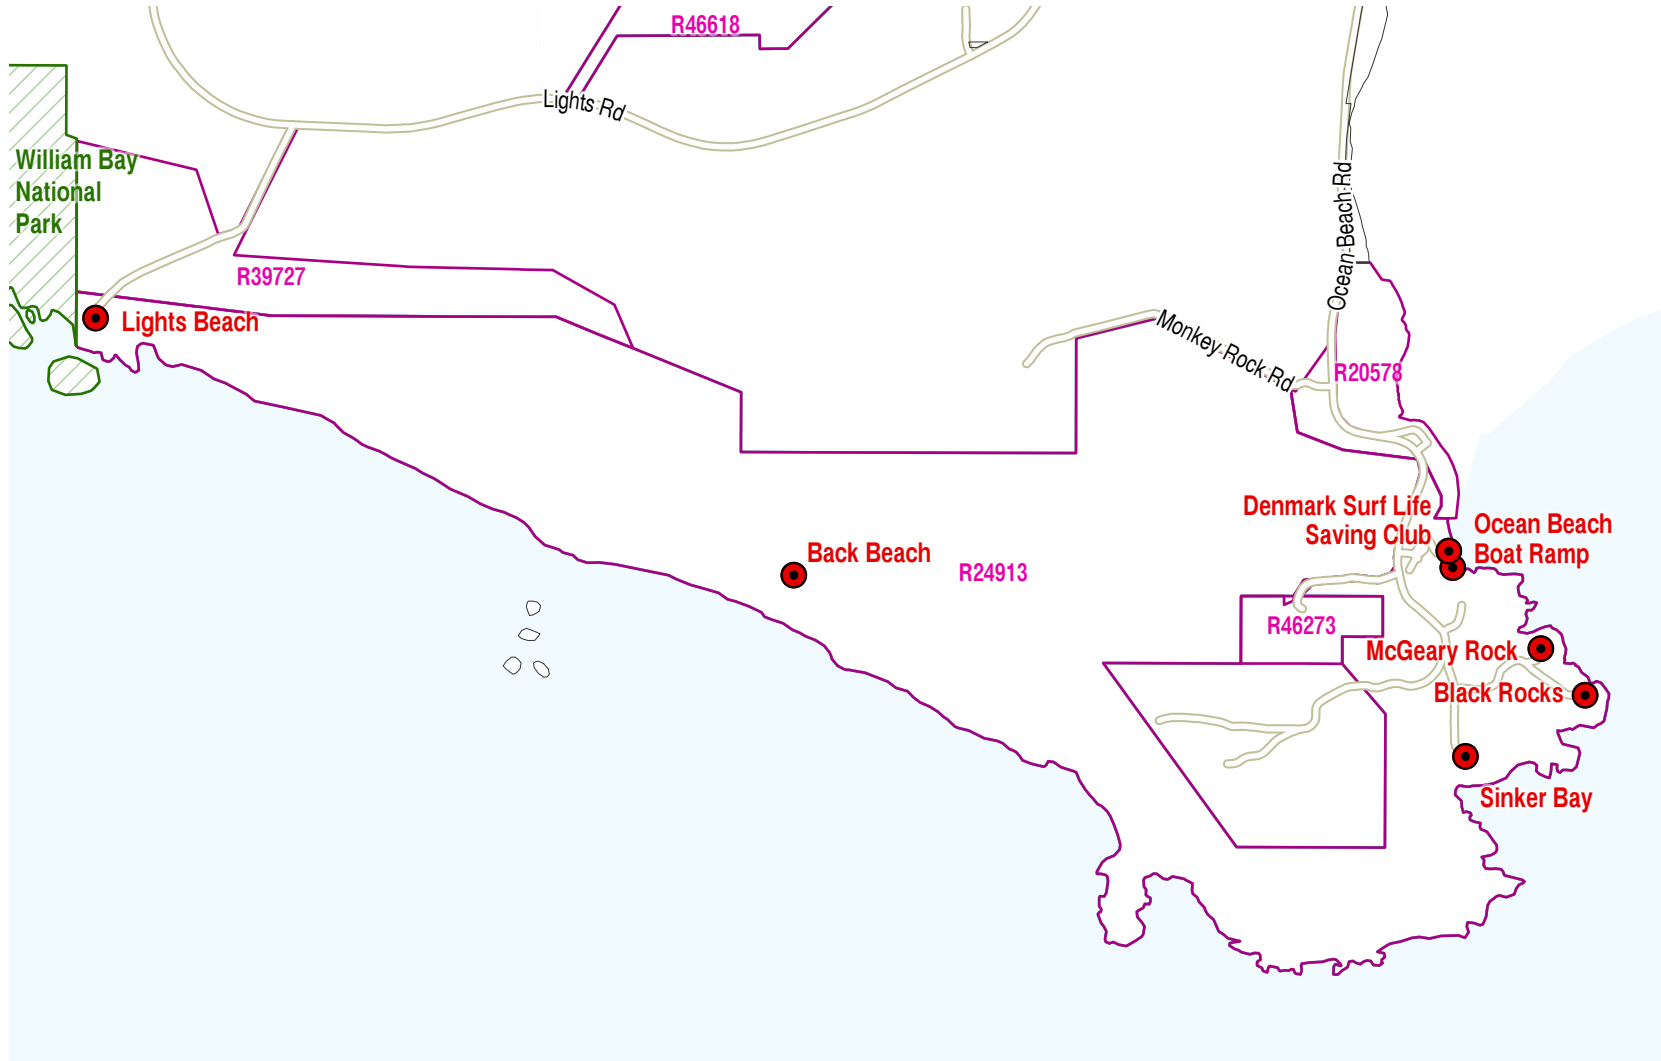 R46618
Lights Rd
William Bay
National
Park
Ocean Beach Rd
R39727
Lights Beach
Monkey Rock Rd
R20578
Denmark Surf Life
Saving Club
Ocean Beach
Boat Ramp
Back Beach
R24913
R46273
McGeary Rock
Black Rocks
Sinker Bay